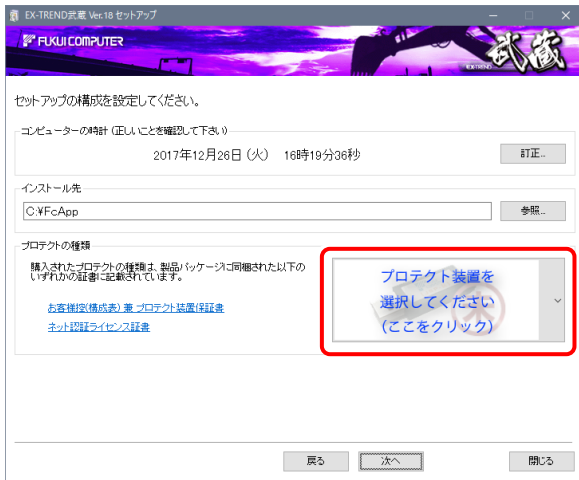 EX-TREND武蔵 Ver.18 セットアップ
FUKUI COMPUTER
EX-TREND 武蔵
セットアップの構成を設定してください。
コンピューターの時計 (正しいことを確認して下さい)
2017年12月26日 (火) 16時19分36秒
訂正...
インストール先
C:¥FcApp
参照...
プロテクトの種類
購入されたプロテクトの種類は、製品パッケージに同梱された以下の
いずれかの証書に記載されています。
お客様控(構成表) 兼 プロテクト装置保証書
ネット認証ライセンス証書
プロテクト装置を
選択してください
(ここをクリック)
未
戻る
次へ
閉じる